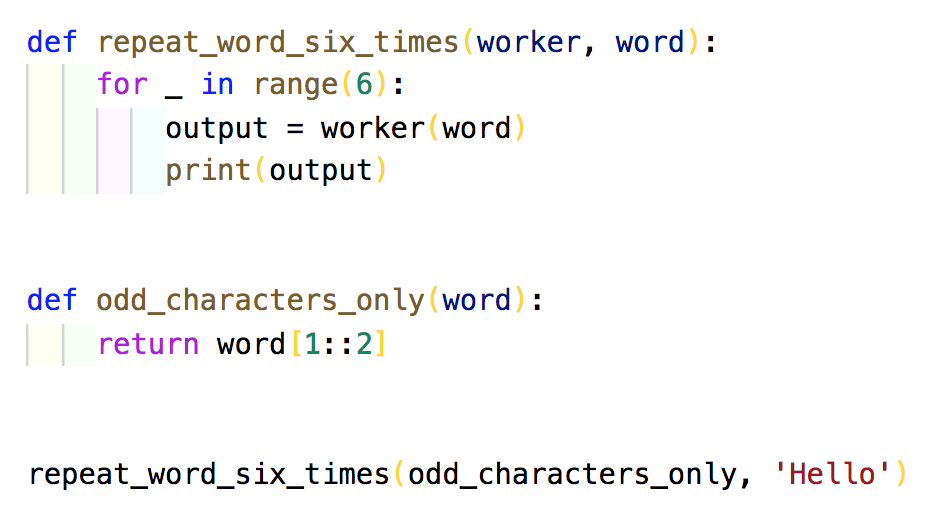 def repeat_word_six_times(worker, word):
    for _ in range(6):
        output = worker(word)
        print(output)
def odd_characters_only(word):
    return word[1::2]
repeat_word_six_times(odd_characters_only, 'Hello')